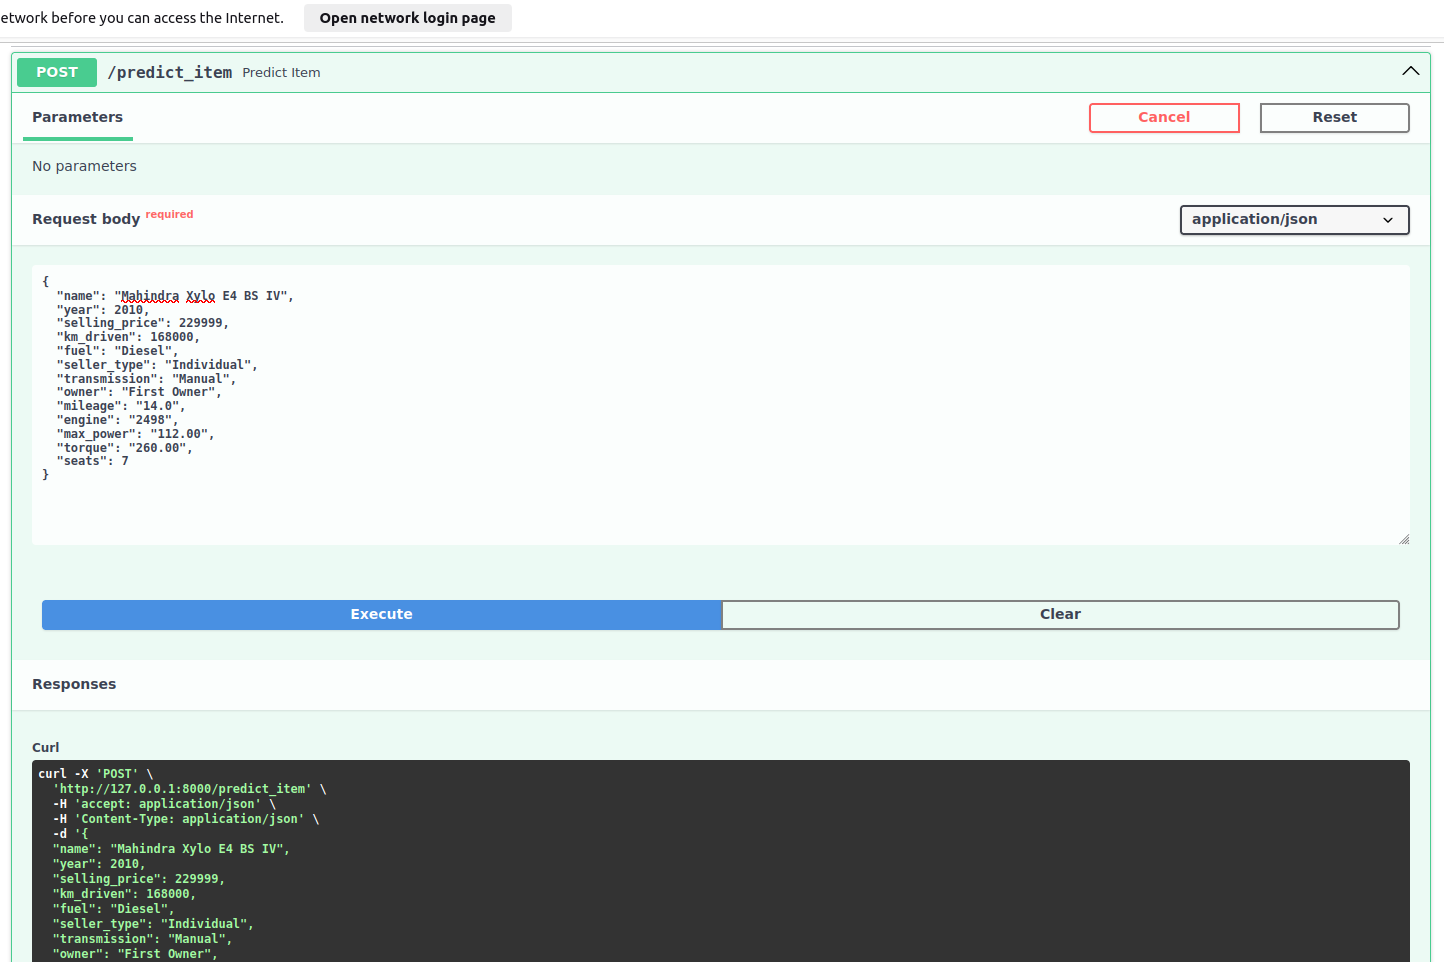 etwork before you can access the Internet. Open network login page
POST /predict_item Predict Item
Parameters Cancel Reset
No parameters
Request body required application/json
{
"name": "Mahindra Xylo E4 BS IV",
"year": 2010,
"selling_price": 229999,
"km_driven": 168000,
"fuel": "Diesel",
"seller_type": "Individual",
"transmission": "Manual",
"owner": "First Owner",
"mileage": "14.0",
"engine": "2498",
"max_power": "112.00",
"torque": "260.00",
"seats": 7
}
Execute Clear
Responses
Curl
curl -X 'POST' \
'http://127.0.0.1:8000/predict_item' \
-H 'accept: application/json' \
-H 'Content-Type: application/json' \
-d '{
"name": "Mahindra Xylo E4 BS IV",
"year": 2010,
"selling_price": 229999,
"km_driven": 168000,
"fuel": "Diesel",
"seller_type": "Individual",
"transmission": "Manual",
"owner": "First Owner",